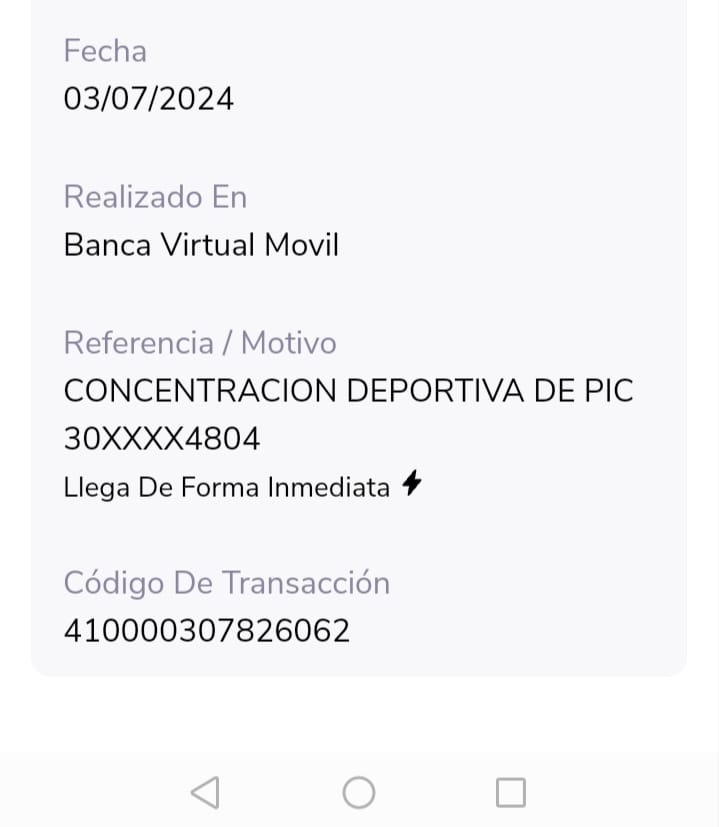 Fecha
03/07/2024
Realizado En
Banca Virtual Movil
Referencia / Motivo
CONCENTRACION DEPORTIVA DE PIC
30XXXX4804
Llega De Forma Inmediata
Código De Transacción
410000307826062